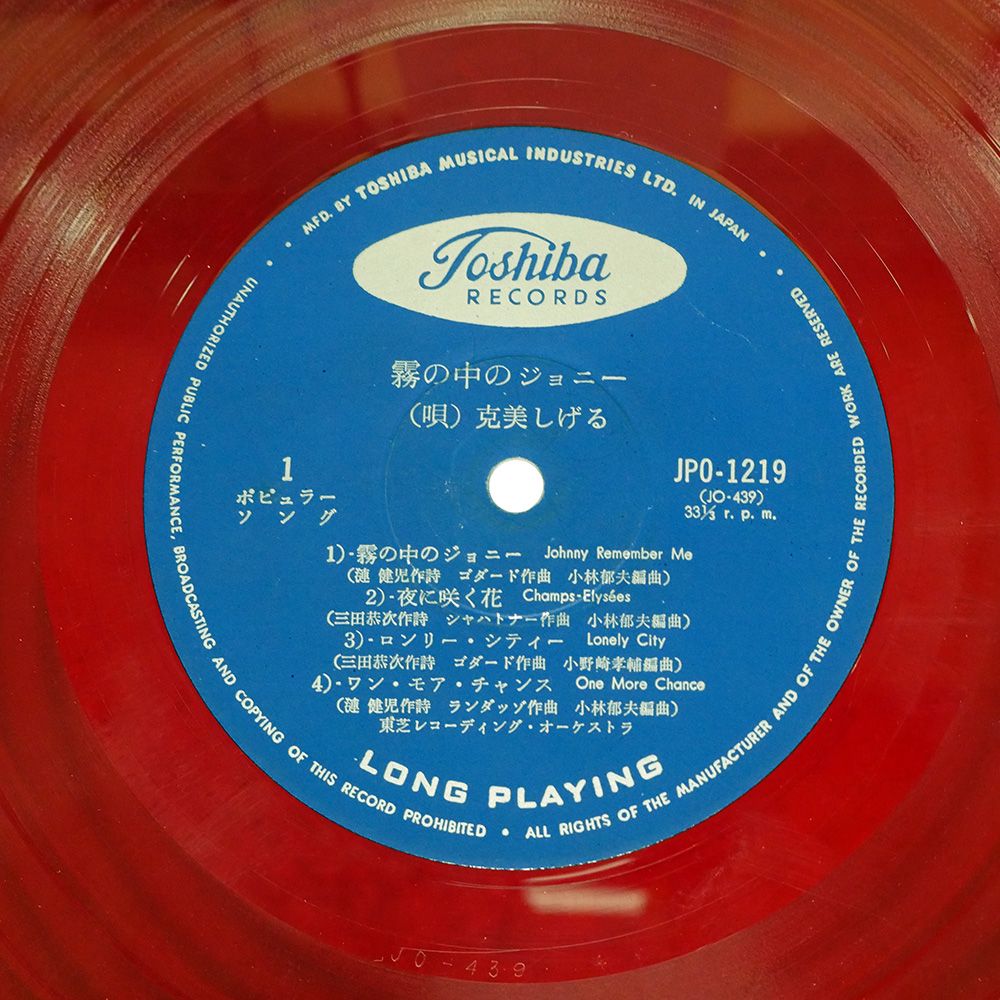 MFD. BY TOSHIBA MUSICAL INDUSTRIES LTD. IN JAPAN
Toshiba
RECORDS
霧の中のジョニー
(唄) 克美しげる
1
ポピュラー
ソング
JPO-1219
(JO-439)
33⅓ r. p. m.
1)-霧の中のジョニー Johnny Remember Me
(漣 健児作詩 ゴダード作曲 小林郁夫編曲)
2)-夜に咲く花 Champs-Elysées
(三田恭次作詩 シャハトナー作曲 小林郁夫編曲)
3)-ロンリー・シティー Lonely City
(三田恭次作詩 ゴダード作曲 小野崎孝輔編曲)
4)-ワン・モア・チャンス One More Chance
(漣 健児作詩 ランダッゾ作曲 小林郁夫編曲)
東芝レコーディング・オーケストラ
LONG PLAYING
UNAUTHORIZED PUBLIC PERFORMANCE, BROADCASTING AND COPYING OF THIS RECORD PROHIBITED • ALL RIGHTS OF THE MANUFACTURER AND OF THE OWNER OF THE RECORDED WORK ARE RESERVED
JO-439